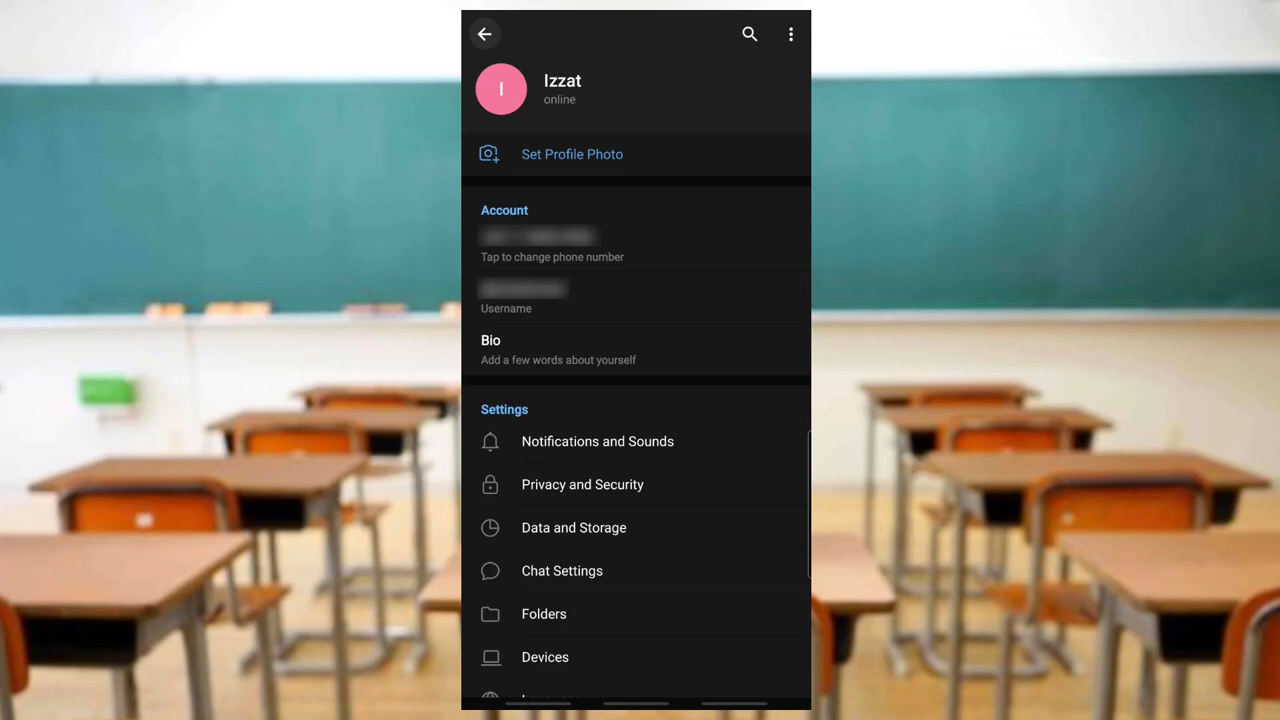 I
Izzat
online
Set Profile Photo
Account
Tap to change phone number
Username
Bio
Add a few words about yourself
Settings
Notifications and Sounds
Privacy and Security
Data and Storage
Chat Settings
Folders
Devices